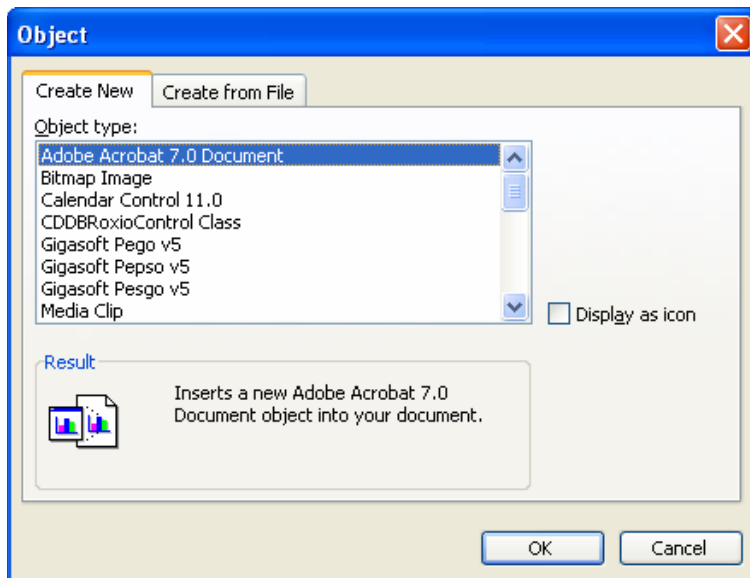 Object
Create New
Create from File
Object type:
Adobe Acrobat 7.0 Document
Bitmap Image
Calendar Control 11.0
CDDBRoxioControl Class
Gigasoft Pego v5
Gigasoft Pepso v5
Gigasoft Pesgo v5
Media Clip
Display as icon
Result
Inserts a new Adobe Acrobat 7.0
Document object into your document.
OK
Cancel